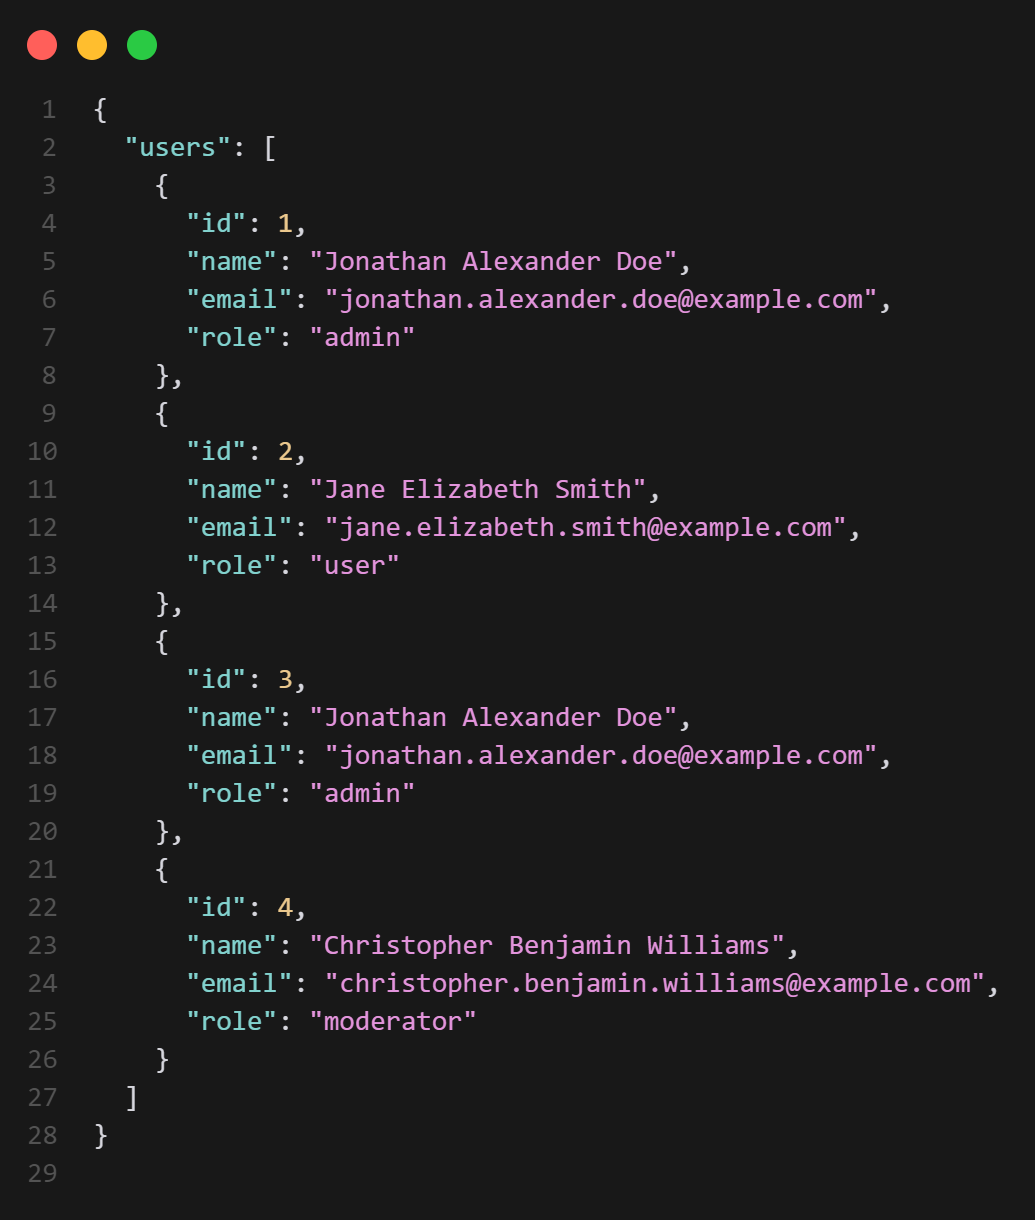 1 {
2   "users": [
3     {
4       "id": 1,
5       "name": "Jonathan Alexander Doe",
6       "email": "jonathan.alexander.doe@example.com",
7       "role": "admin"
8     },
9     {
10       "id": 2,
11       "name": "Jane Elizabeth Smith",
12       "email": "jane.elizabeth.smith@example.com",
13       "role": "user"
14     },
15     {
16       "id": 3,
17       "name": "Jonathan Alexander Doe",
18       "email": "jonathan.alexander.doe@example.com",
19       "role": "admin"
20     },
21     {
22       "id": 4,
23       "name": "Christopher Benjamin Williams",
24       "email": "christopher.benjamin.williams@example.com",
25       "role": "moderator"
26     }
27   ]
28 }
29